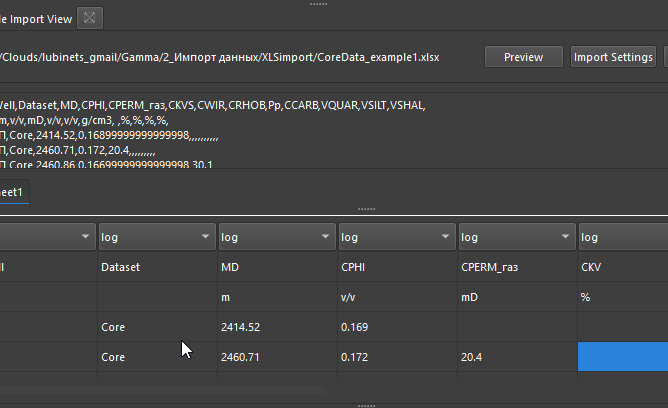 le Import View
/Clouds/lubinets_gmail/Gamma/2_Импорт данных/XLSimport/CoreData_example1.xlsx
Preview
Import Settings
Well,Dataset,MD,CPHI,CPERM_газ,CKVS,CWIR,CRHOB,Pp,CCARB,VQUAR,VSILT,VSHAL,
m,v/v,mD,v/v,v/v,g/cm3, ,%,%,%,%,
П,Core,2414.52,0.16899999999999998,,,,,,,,,,
П,Core,2460.71,0.172,20.4,,,,,,,,,
П,Core,2460.86,0.16699999999999998,30.1
eet1
log log log log log
ll Dataset MD CPHI CPERM_газ CKV
m v/v mD %
Core 2414.52 0.169
Core 2460.71 0.172 20.4